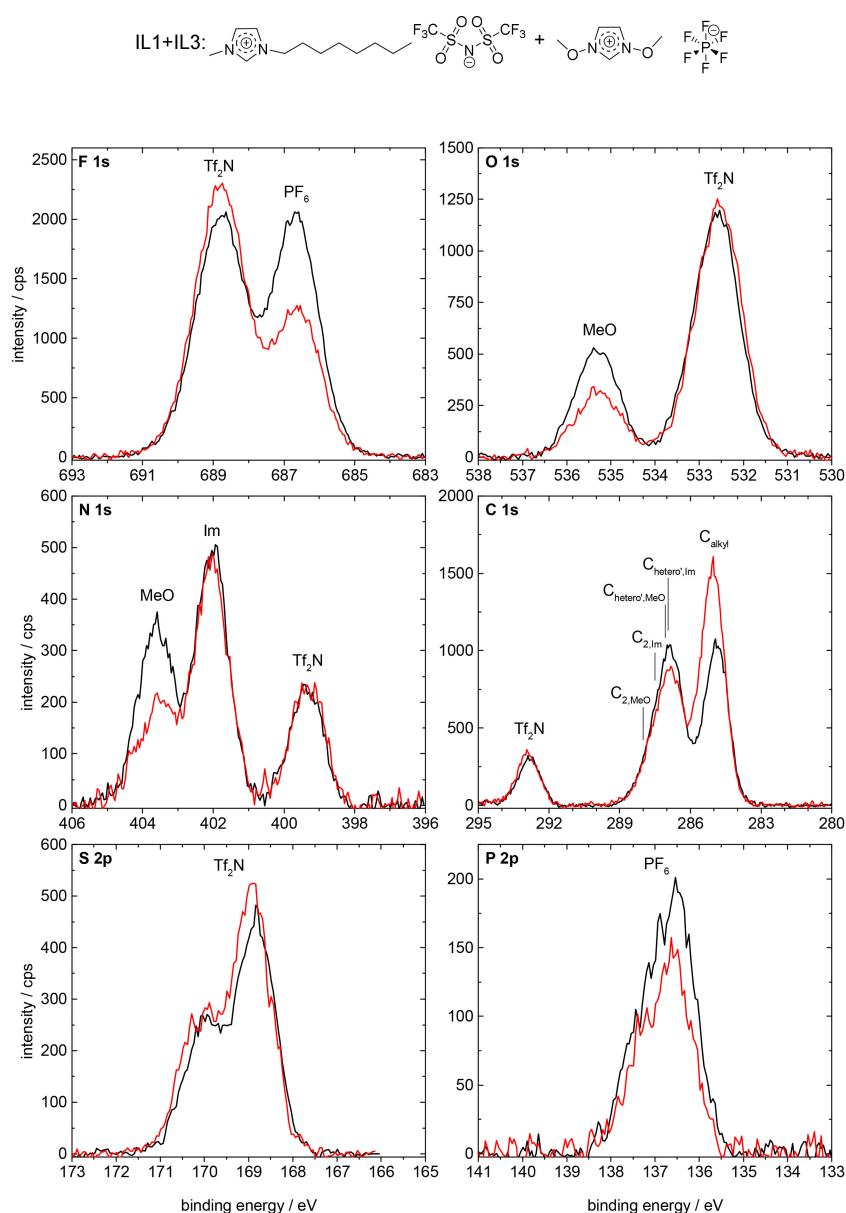 IL1+IL3:
N
N
⊕
F₃C
S
O
O
N
⊖
S
O
O
CF₃
+
O
N
⊕
N
O
F
F
F
P
⊖
F
F
F
F 1s
Tf₂N
PF₆
2500
2000
1500
1000
500
0
intensity / cps
693 691 689 687 685 683
O 1s
MeO
Tf₂N
1500
1250
1000
750
500
250
0
538 537 536 535 534 533 532 531 530
N 1s
MeO
Im
Tf₂N
600
500
400
300
200
100
0
intensity / cps
406 404 402 400 398 396
C 1s
Tf₂N
C₂,MeO
C₂,Im
Chetero',MeO
Chetero',Im
Calkyl
2000
1500
1000
500
0
295 292 289 286 283 280
S 2p
Tf₂N
600
500
400
300
200
100
0
intensity / cps
173 172 171 170 169 168 167 166 165
binding energy / eV
P 2p
PF₆
200
150
100
50
0
141 140 139 138 137 136 135 134 133
binding energy / eV